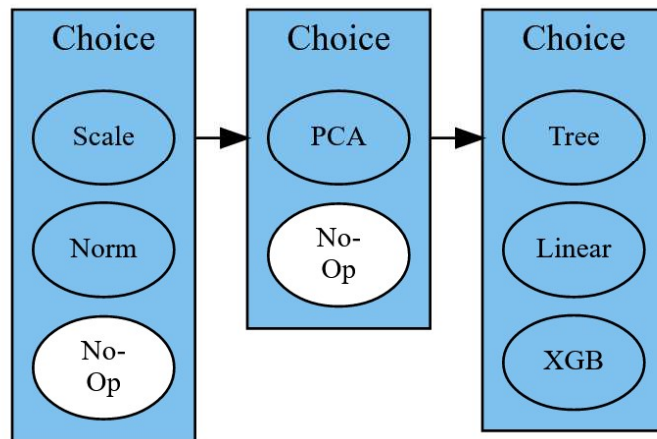 Choice
Scale
Norm
No-
Op
Choice
PCA
No-
Op
Choice
Tree
Linear
XGB